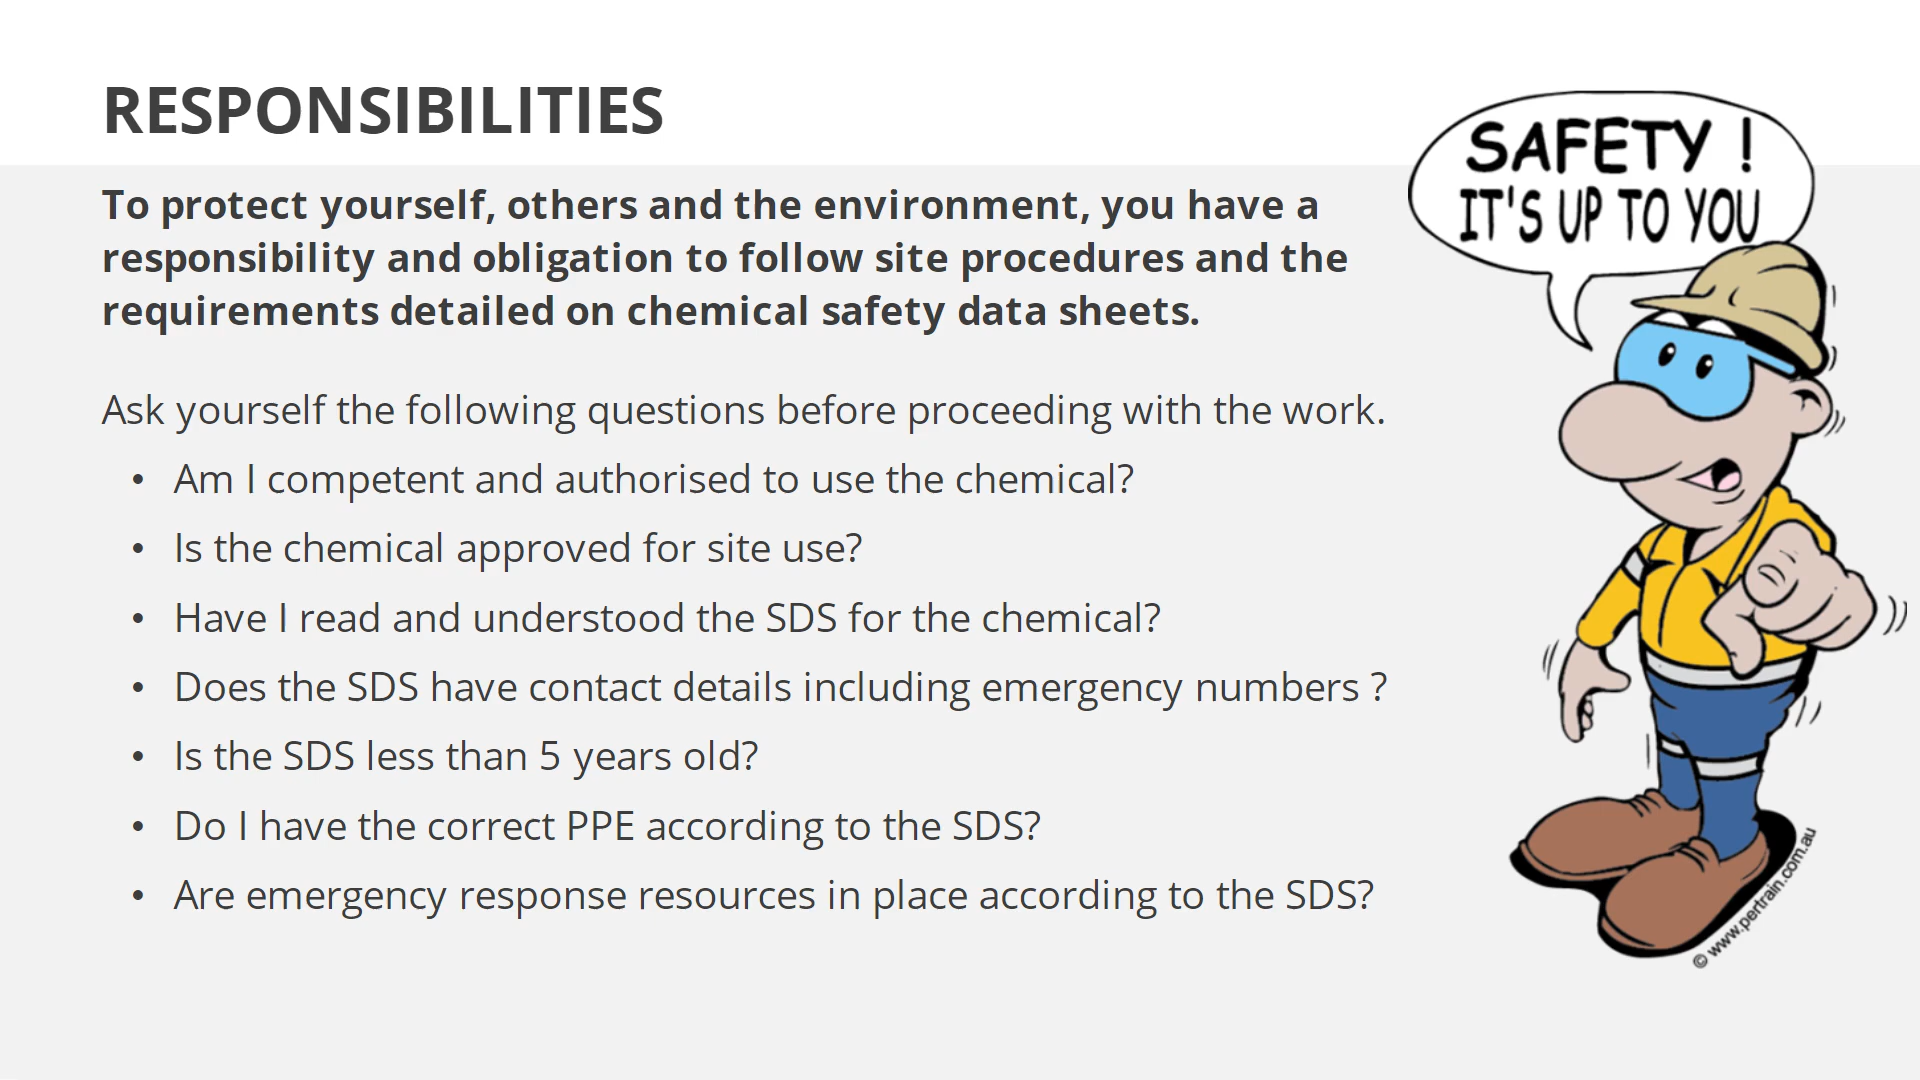 RESPONSIBILITIES
To protect yourself, others and the environment, you have a
responsibility and obligation to follow site procedures and the
requirements detailed on chemical safety data sheets.
Ask yourself the following questions before proceeding with the work.
• Am I competent and authorised to use the chemical?
• Is the chemical approved for site use?
• Have I read and understood the SDS for the chemical?
• Does the SDS have contact details including emergency numbers ?
• Is the SDS less than 5 years old?
• Do I have the correct PPE according to the SDS?
• Are emergency response resources in place according to the SDS?
SAFETY !
IT'S UP TO YOU
© www.pertrain.com.au